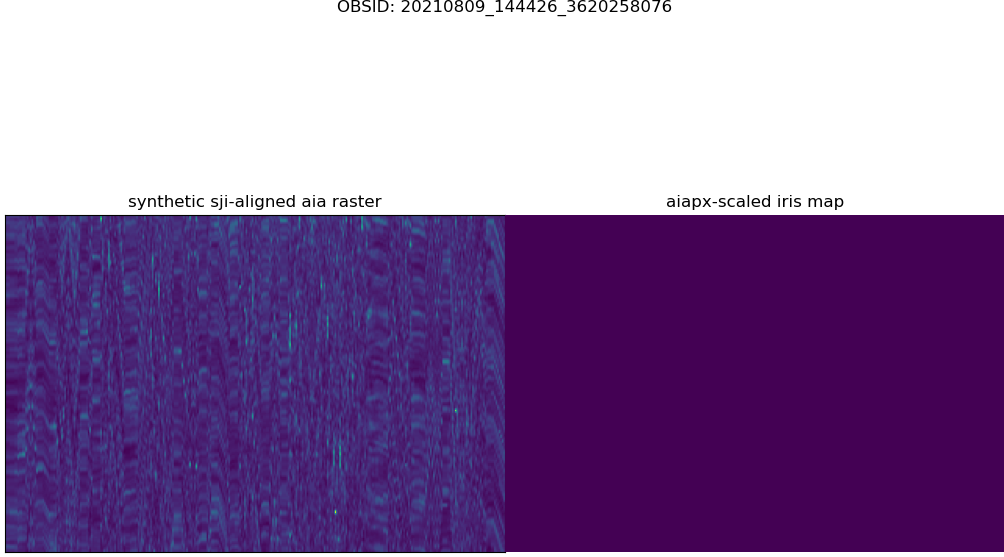 OBSID: 20210809_144426_3620258076
synthetic sji-aligned aia raster
aiapx-scaled iris map